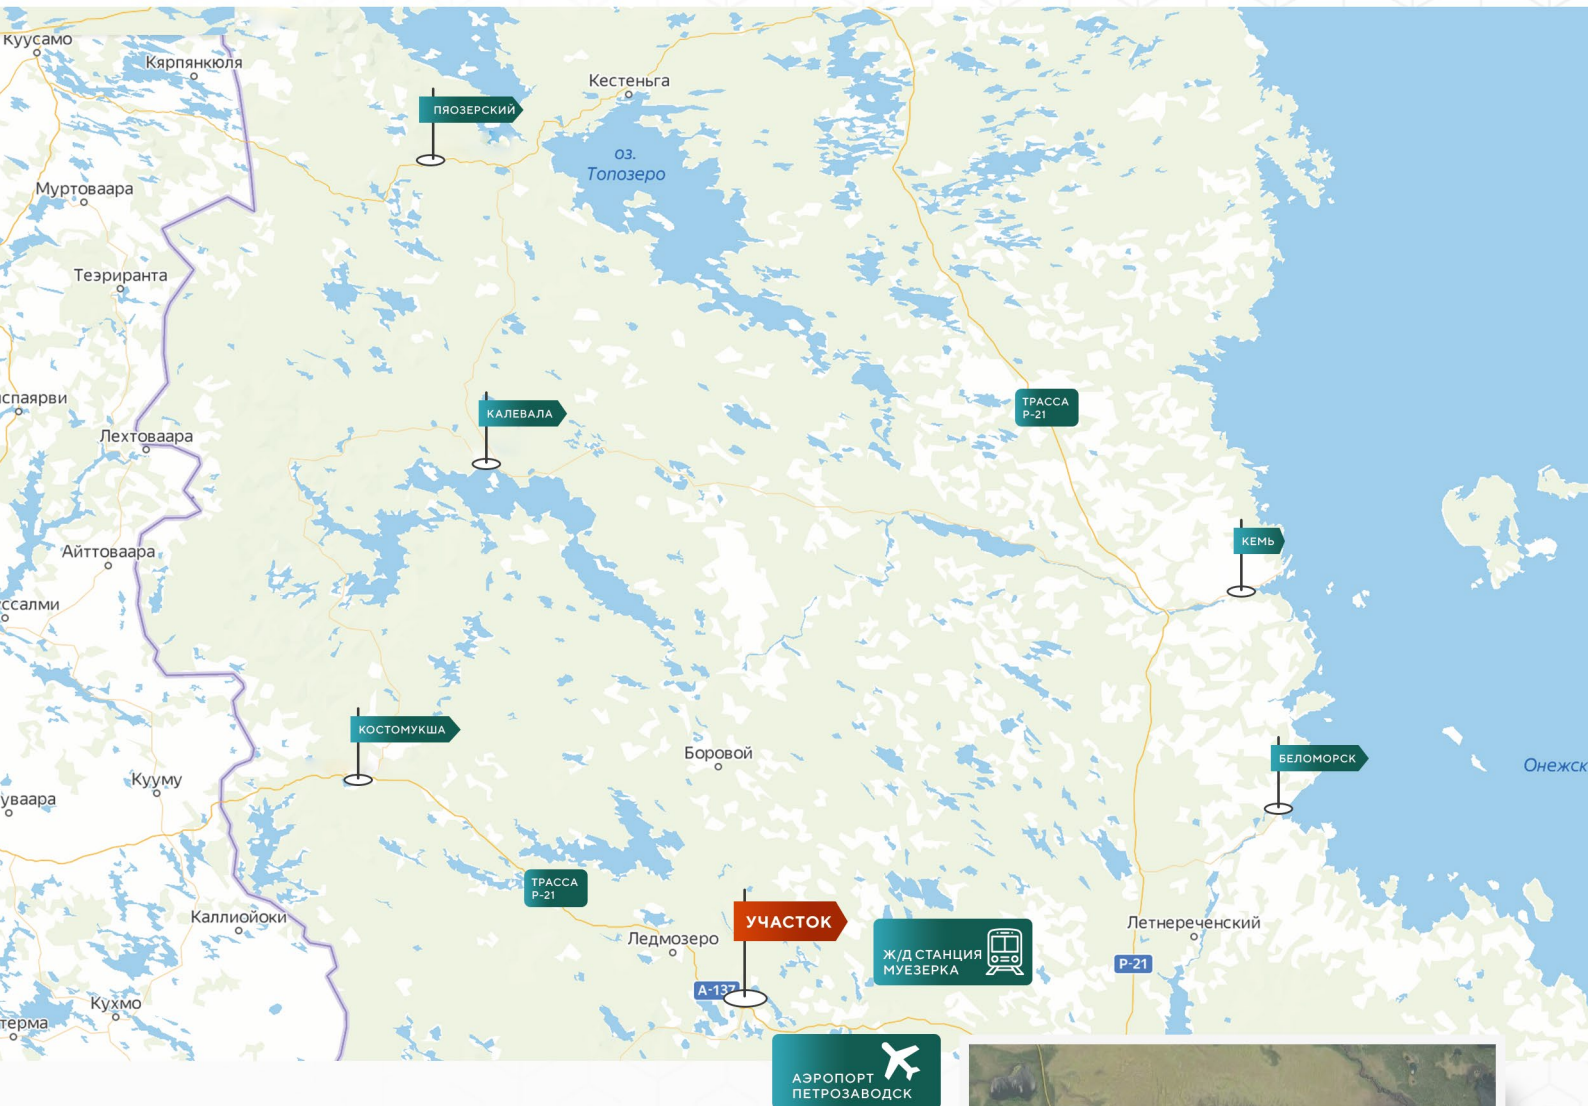 Куусамо
Кярпянкюля
Кестеньга
ПЯОЗЕРСКИЙ
оз.
Топозеро
Муртоваара
Теэриранта
спаярви
КАЛЕВАЛА
ТРАССА
Р-21
Лехтоваара
КЕМЬ
Айттоваара
ссалми
КОСТОМУКША
Боровой
БЕЛОМОРСК
Онежск
Кууму
уваара
ТРАССА
Р-21
Каллиойоки
УЧАСТОК
Летнереченский
Ледмозеро
Ж/Д СТАНЦИЯ
МУЕЗЕРКА
Р-21
А-137
Кухмо
терма
АЭРОПОРТ
ПЕТРОЗАВОДСК